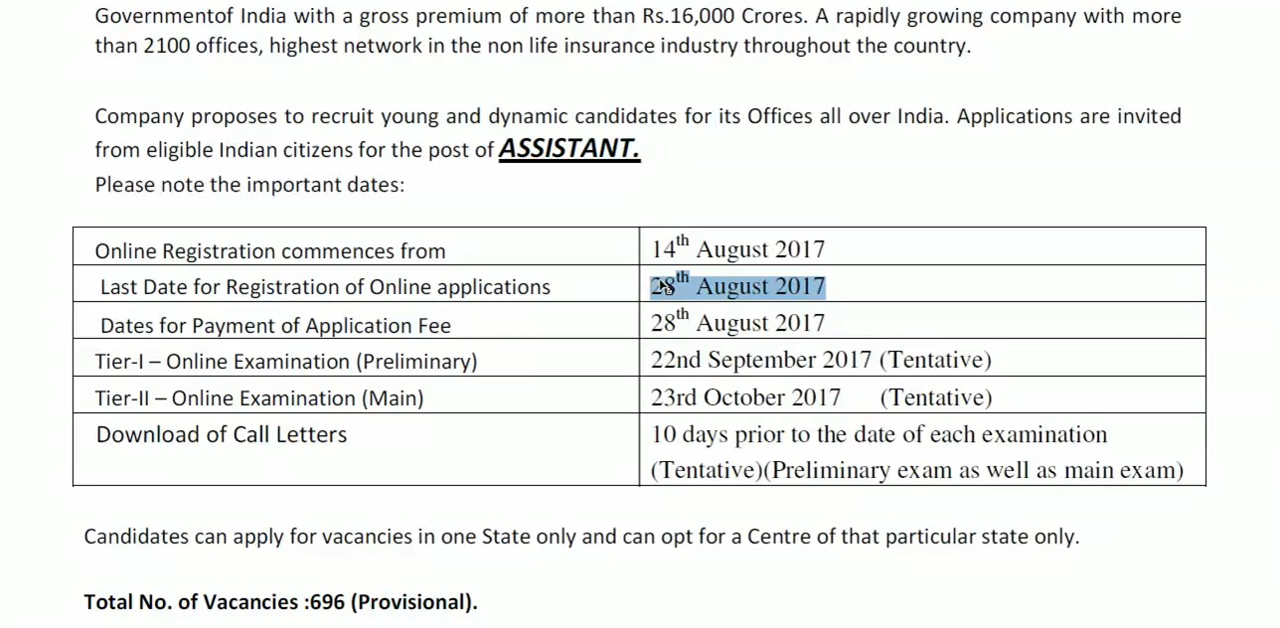 Governmentof India with a gross premium of more than Rs.16,000 Crores. A rapidly growing company with more
than 2100 offices, highest network in the non life insurance industry throughout the country.
Company proposes to recruit young and dynamic candidates for its Offices all over India. Applications are invited
from eligible Indian citizens for the post of ASSISTANT.
Please note the important dates:
Online Registration commences from 14th August 2017
Last Date for Registration of Online applications 28th August 2017
Dates for Payment of Application Fee 28th August 2017
Tier-I – Online Examination (Preliminary) 22nd September 2017 (Tentative)
Tier-II – Online Examination (Main) 23rd October 2017 (Tentative)
Download of Call Letters 10 days prior to the date of each examination
(Tentative)(Preliminary exam as well as main exam)
Candidates can apply for vacancies in one State only and can opt for a Centre of that particular state only.
Total No. of Vacancies :696 (Provisional).